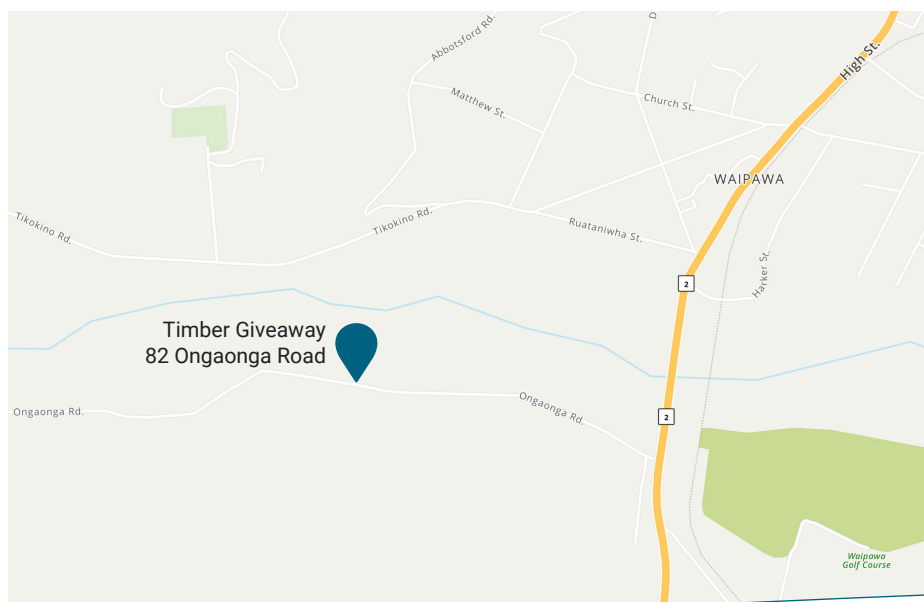 Abbotsford Rd.
D
High St.
Matthew St.
Church St.
WAIPAWA
Tikokino Rd.
Tikokino Rd.
Ruataniwha St.
Harker St.
2
Timber Giveaway
82 Ongaonga Road
Ongaonga Rd.
Ongaonga Rd.
2
Waipawa
Golf Course